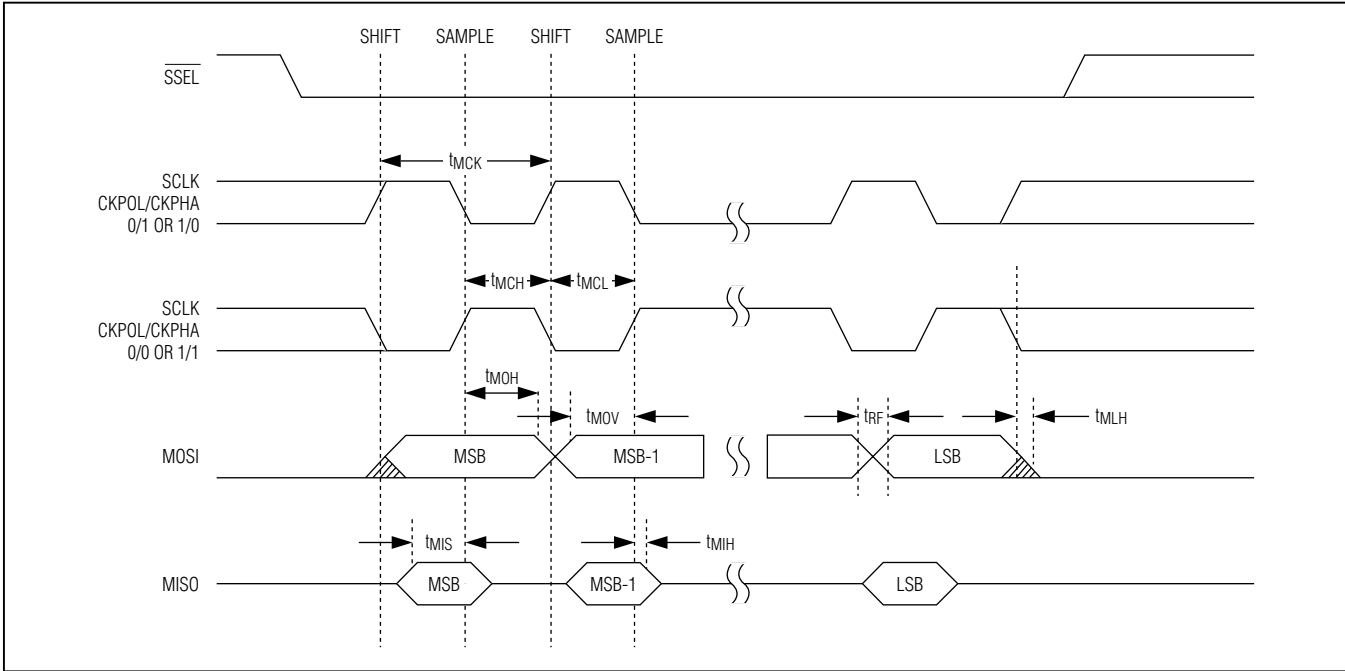 SHIFT SAMPLE SHIFT SAMPLE
SSEL
tMCK
SCLK
CKPOL/CKPHA
0/1 OR 1/0
tMCH tMCL
SCLK
CKPOL/CKPHA
0/0 OR 1/1
tMOH
tMOV tRF tMLH
MOSI MSB MSB-1 LSB
tMIS tMIH
MISO MSB MSB-1 LSB